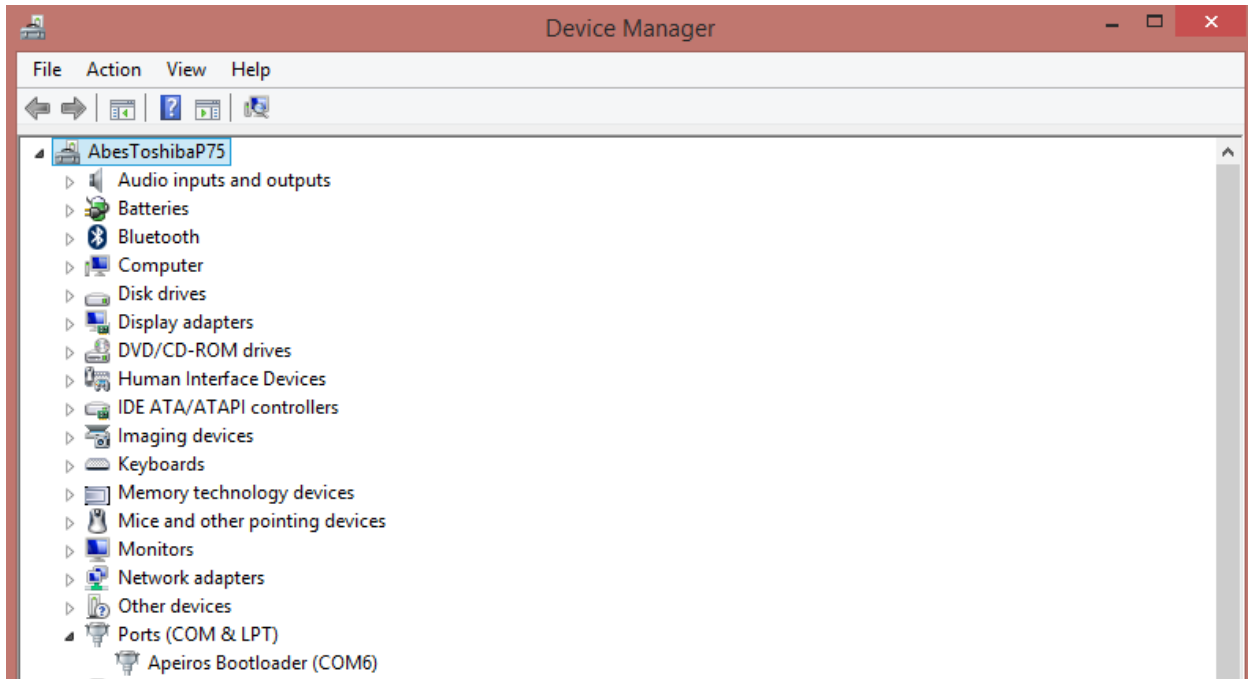 Device Manager
File Action View Help
AbesToshibaP75
Audio inputs and outputs
Batteries
Bluetooth
Computer
Disk drives
Display adapters
DVD/CD-ROM drives
Human Interface Devices
IDE ATA/ATAPI controllers
Imaging devices
Keyboards
Memory technology devices
Mice and other pointing devices
Monitors
Network adapters
Other devices
Ports (COM & LPT)
Apeiros Bootloader (COM6)